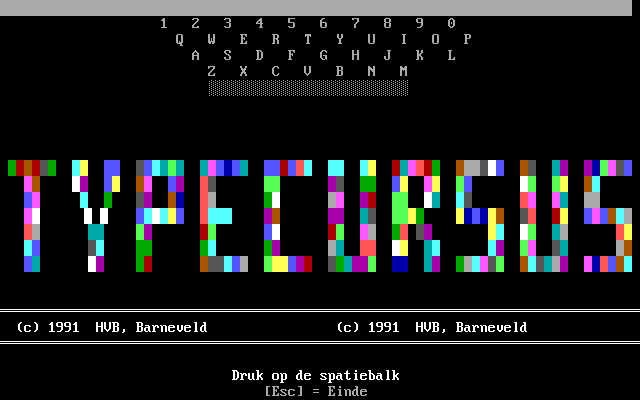 1 2 3 4 5 6 7 8 9 0
Q W E R T Y U I O P
A S D F G H J K L
Z X C V B N M
TYPECURSUS
(c) 1991 HVB, Barneveld (c) 1991 HVB, Barneveld
Druk op de spatiebalk
[Esc] = Einde